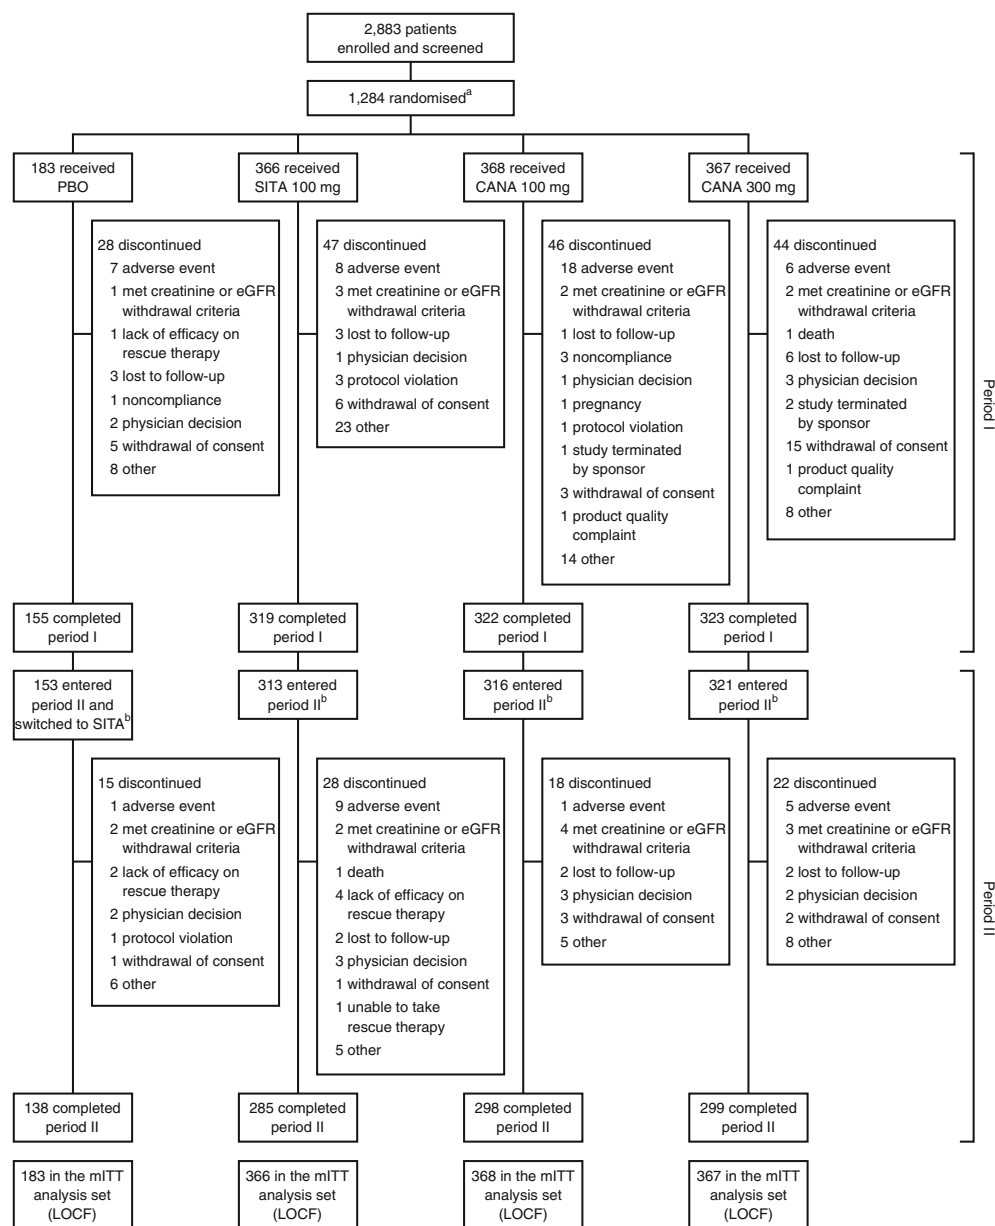 2,883 patients
enrolled and screened
1,284 randomisedᵃ
183 received
PBO
366 received
SITA 100 mg
368 received
CANA 100 mg
367 received
CANA 300 mg
28 discontinued
7 adverse event
1 met creatinine or eGFR
withdrawal criteria
1 lack of efficacy on
rescue therapy
3 lost to follow-up
1 noncompliance
2 physician decision
5 withdrawal of consent
8 other
47 discontinued
8 adverse event
3 met creatinine or eGFR
withdrawal criteria
3 lost to follow-up
1 physician decision
3 protocol violation
6 withdrawal of consent
23 other
46 discontinued
18 adverse event
2 met creatinine or eGFR
withdrawal criteria
1 lost to follow-up
3 noncompliance
1 physician decision
1 pregnancy
1 protocol violation
1 study terminated
by sponsor
3 withdrawal of consent
1 product quality
complaint
14 other
44 discontinued
6 adverse event
2 met creatinine or eGFR
withdrawal criteria
1 death
6 lost to follow-up
3 physician decision
2 study terminated
by sponsor
15 withdrawal of consent
1 product quality
complaint
8 other
Period I
155 completed
period I
319 completed
period I
322 completed
period I
323 completed
period I
153 entered
period II and
switched to SITAᵇ
313 entered
period IIᵇ
316 entered
period IIᵇ
321 entered
period IIᵇ
15 discontinued
1 adverse event
2 met creatinine or eGFR
withdrawal criteria
2 lack of efficacy on
rescue therapy
2 physician decision
1 protocol violation
1 withdrawal of consent
6 other
28 discontinued
9 adverse event
2 met creatinine or eGFR
withdrawal criteria
1 death
4 lack of efficacy on
rescue therapy
2 lost to follow-up
3 physician decision
1 withdrawal of consent
1 unable to take
rescue therapy
5 other
18 discontinued
1 adverse event
4 met creatinine or eGFR
withdrawal criteria
2 lost to follow-up
3 physician decision
3 withdrawal of consent
5 other
22 discontinued
5 adverse event
3 met creatinine or eGFR
withdrawal criteria
2 lost to follow-up
2 physician decision
2 withdrawal of consent
8 other
Period II
138 completed
period II
285 completed
period II
298 completed
period II
299 completed
period II
183 in the mITT
analysis set
(LOCF)
366 in the mITT
analysis set
(LOCF)
368 in the mITT
analysis set
(LOCF)
367 in the mITT
analysis set
(LOCF)